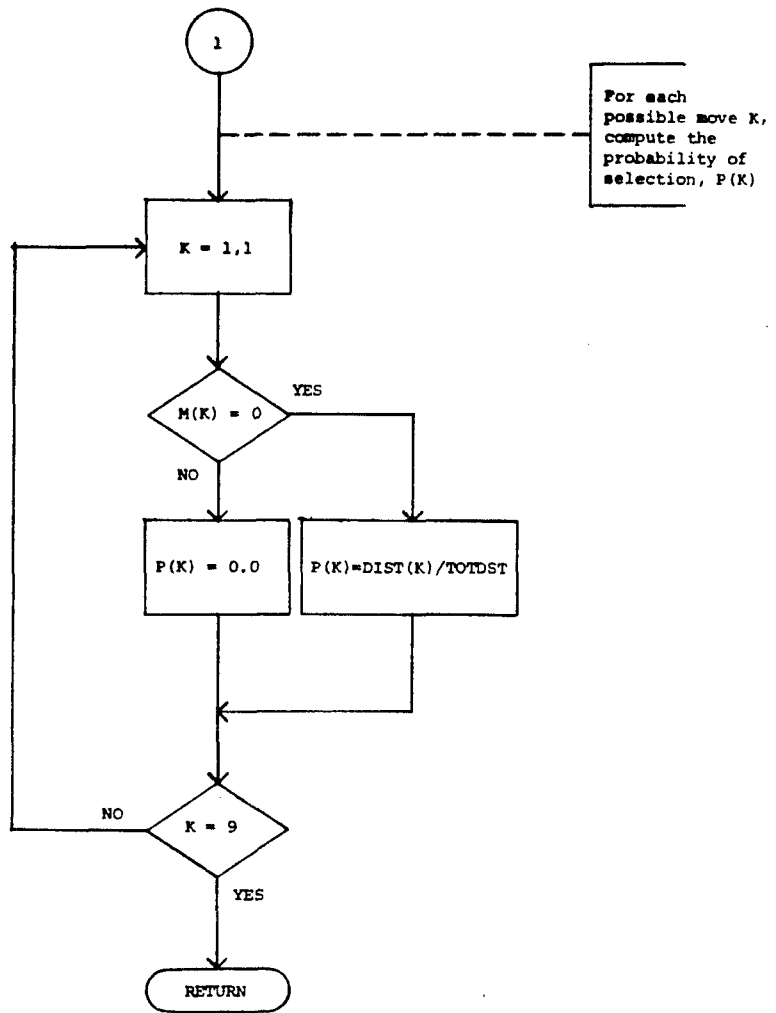 1
For each
possible move K,
compute the
probability of
selection, P(K)
K = 1,1
M(K) = 0
YES
NO
P(K) = 0.0
P(K)=DIST(K)/TOTDST
NO
K = 9
YES
RETURN